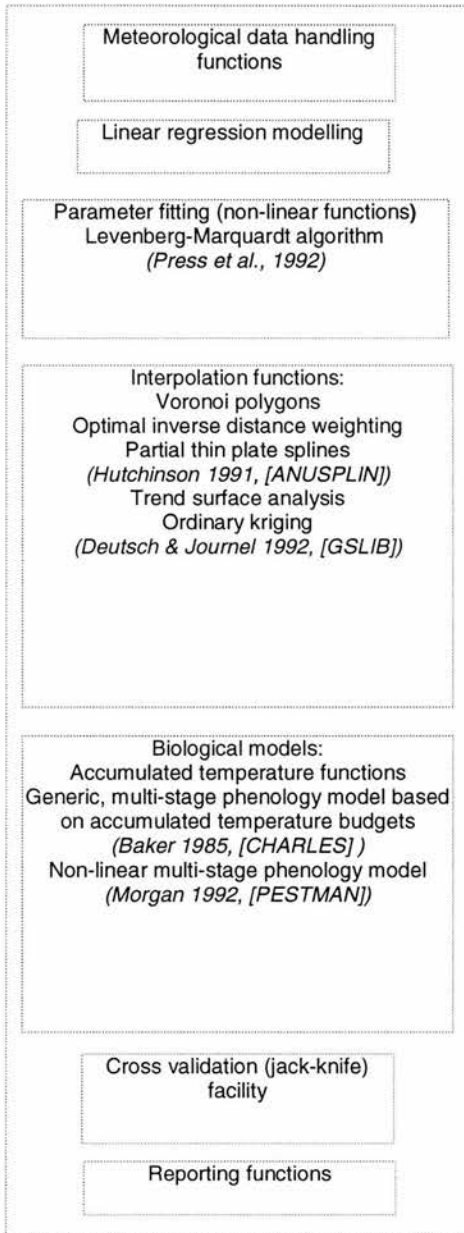 Meteorological data handling
functions
Linear regression modelling
Parameter fitting (non-linear functions)
Levenberg-Marquardt algorithm
(Press et al., 1992)
Interpolation functions:
Voronoi polygons
Optimal inverse distance weighting
Partial thin plate splines
(Hutchinson 1991, [ANUSPLIN])
Trend surface analysis
Ordinary kriging
(Deutsch & Journel 1992, [GSLIB])
Biological models:
Accumulated temperature functions
Generic, multi-stage phenology model based
on accumulated temperature budgets
(Baker 1985, [CHARLES] )
Non-linear multi-stage phenology model
(Morgan 1992, [PESTMAN])
Cross validation (jack-knife)
facility
Reporting functions